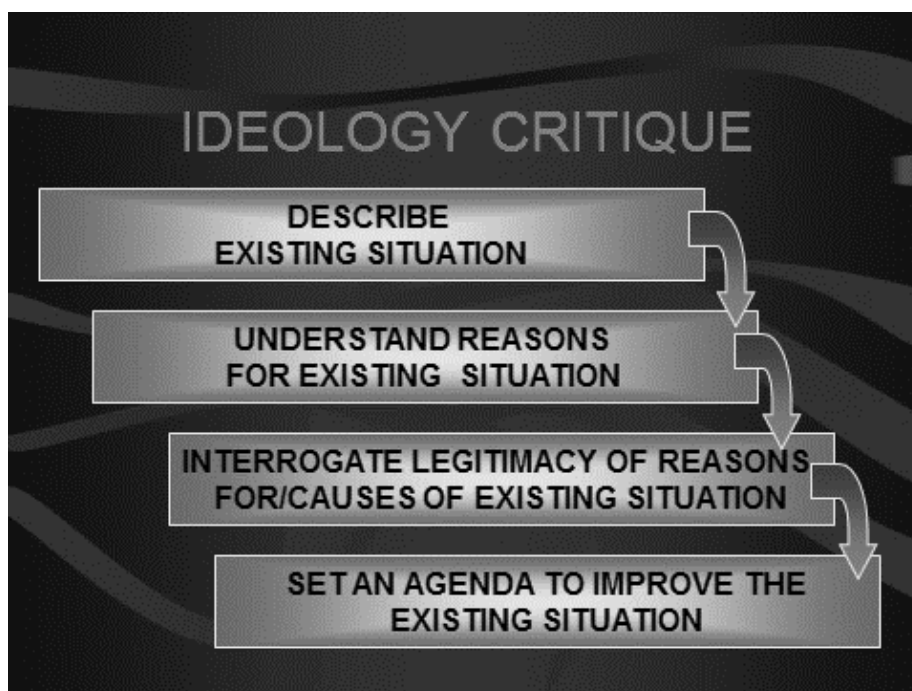 IDEOLOGY CRITIQUE
DESCRIBE
EXISTING SITUATION
UNDERSTAND REASONS
FOR EXISTING SITUATION
INTERROGATE LEGITIMACY OF REASONS
FOR/CAUSES OF EXISTING SITUATION
SET AN AGENDA TO IMPROVE THE
EXISTING SITUATION